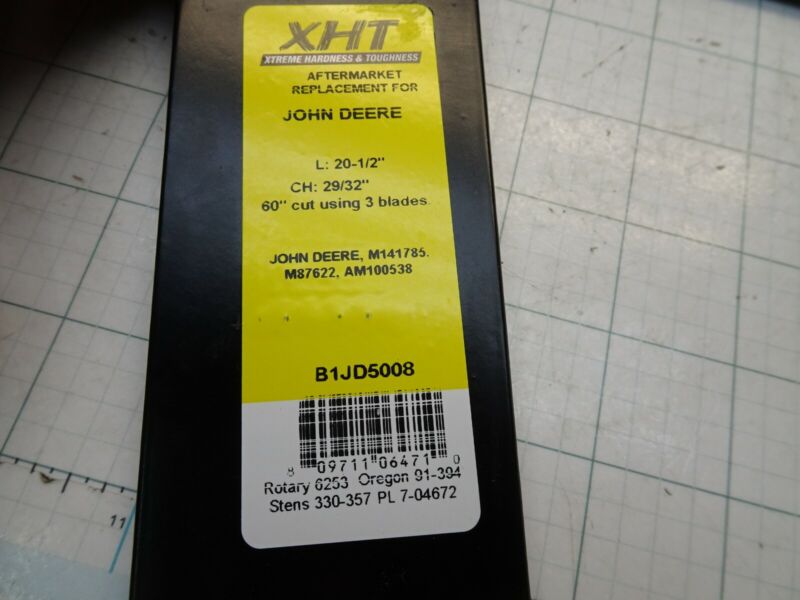 XHT
XTREME HARDNESS & TOUGHNESS
AFTERMARKET
REPLACEMENT FOR
JOHN DEERE
L: 20-1/2"
CH: 29/32"
60" cut using 3 blades.
JOHN DEERE, M141785,
M87622, AM100538
B1JD5008
8 09711 06471 0
Rotary 6253 Oregon 91-394
Stens 330-357 PL 7-04672
11